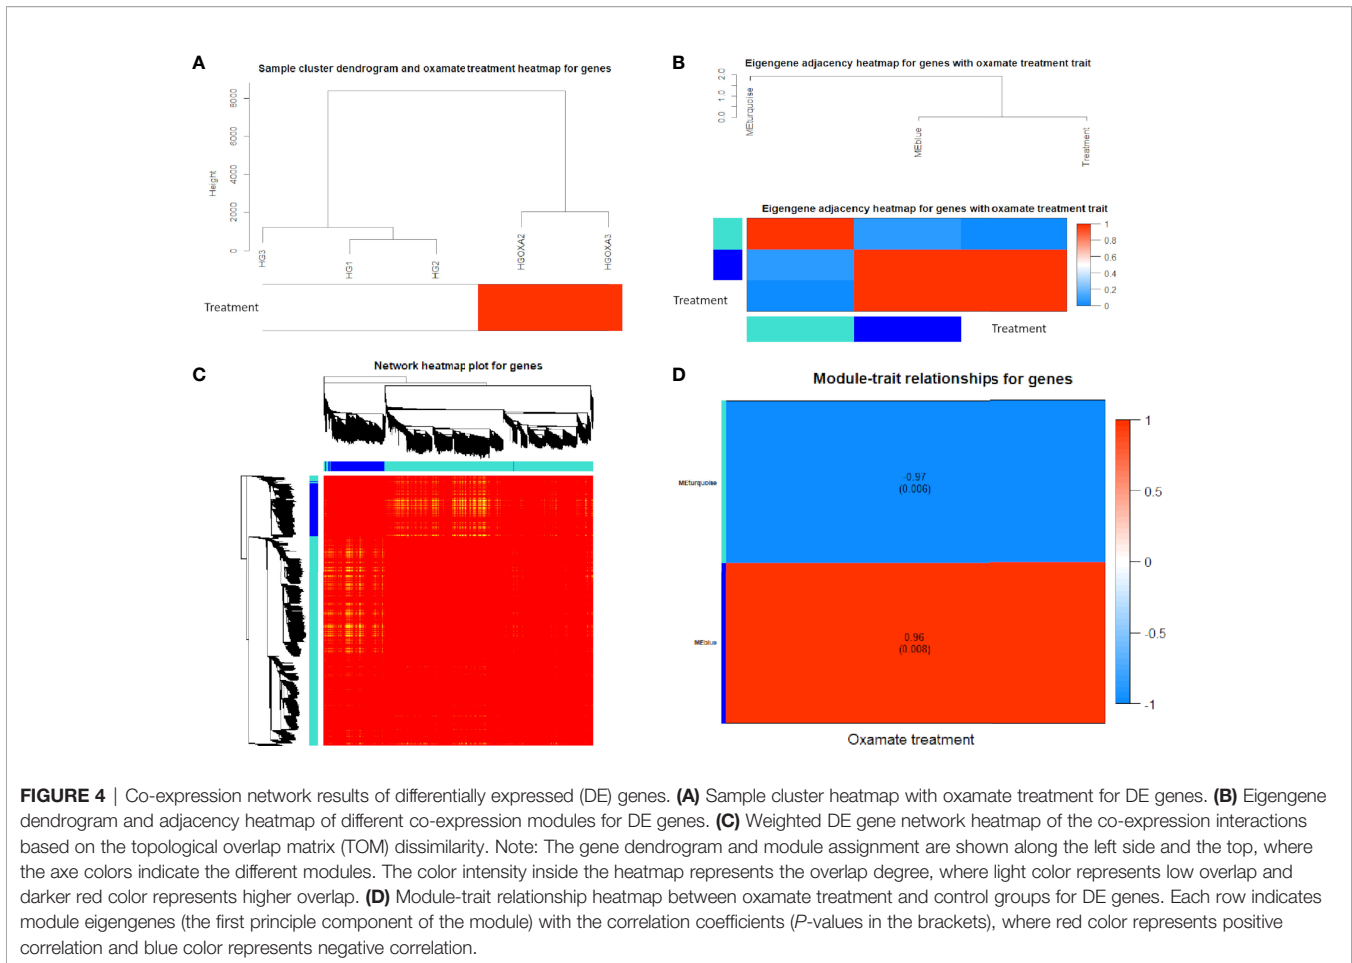 A
Sample cluster dendrogram and oxamate treatment heatmap for genes
Height
0
2000
4000
6000
8000
HG3
HG1
HG2
HGOXA2
HGOXA3
Treatment
B
Eigengene adjacency heatmap for genes with oxamate treatment trait
0.0
1.0
2.0
MEturquoise
MEblue
Treatment
Eigengene adjacency heatmap for genes with oxamate treatment trait
1
0.8
0.6
0.4
0.2
0
Treatment
Treatment
C
Network heatmap plot for genes
D
Module-trait relationships for genes
MEturquoise
-0.97
(0.006)
MEblue
0.96
(0.008)
1
0.5
0
-0.5
-1
Oxamate treatment
FIGURE 4 | Co-expression network results of differentially expressed (DE) genes. (A) Sample cluster heatmap with oxamate treatment for DE genes. (B) Eigengene
dendrogram and adjacency heatmap of different co-expression modules for DE genes. (C) Weighted DE gene network heatmap of the co-expression interactions
based on the topological overlap matrix (TOM) dissimilarity. Note: The gene dendrogram and module assignment are shown along the left side and the top, where
the axe colors indicate the different modules. The color intensity inside the heatmap represents the overlap degree, where light color represents low overlap and
darker red color represents higher overlap. (D) Module-trait relationship heatmap between oxamate treatment and control groups for DE genes. Each row indicates
module eigengenes (the first principle component of the module) with the correlation coefficients (P-values in the brackets), where red color represents positive
correlation and blue color represents negative correlation.